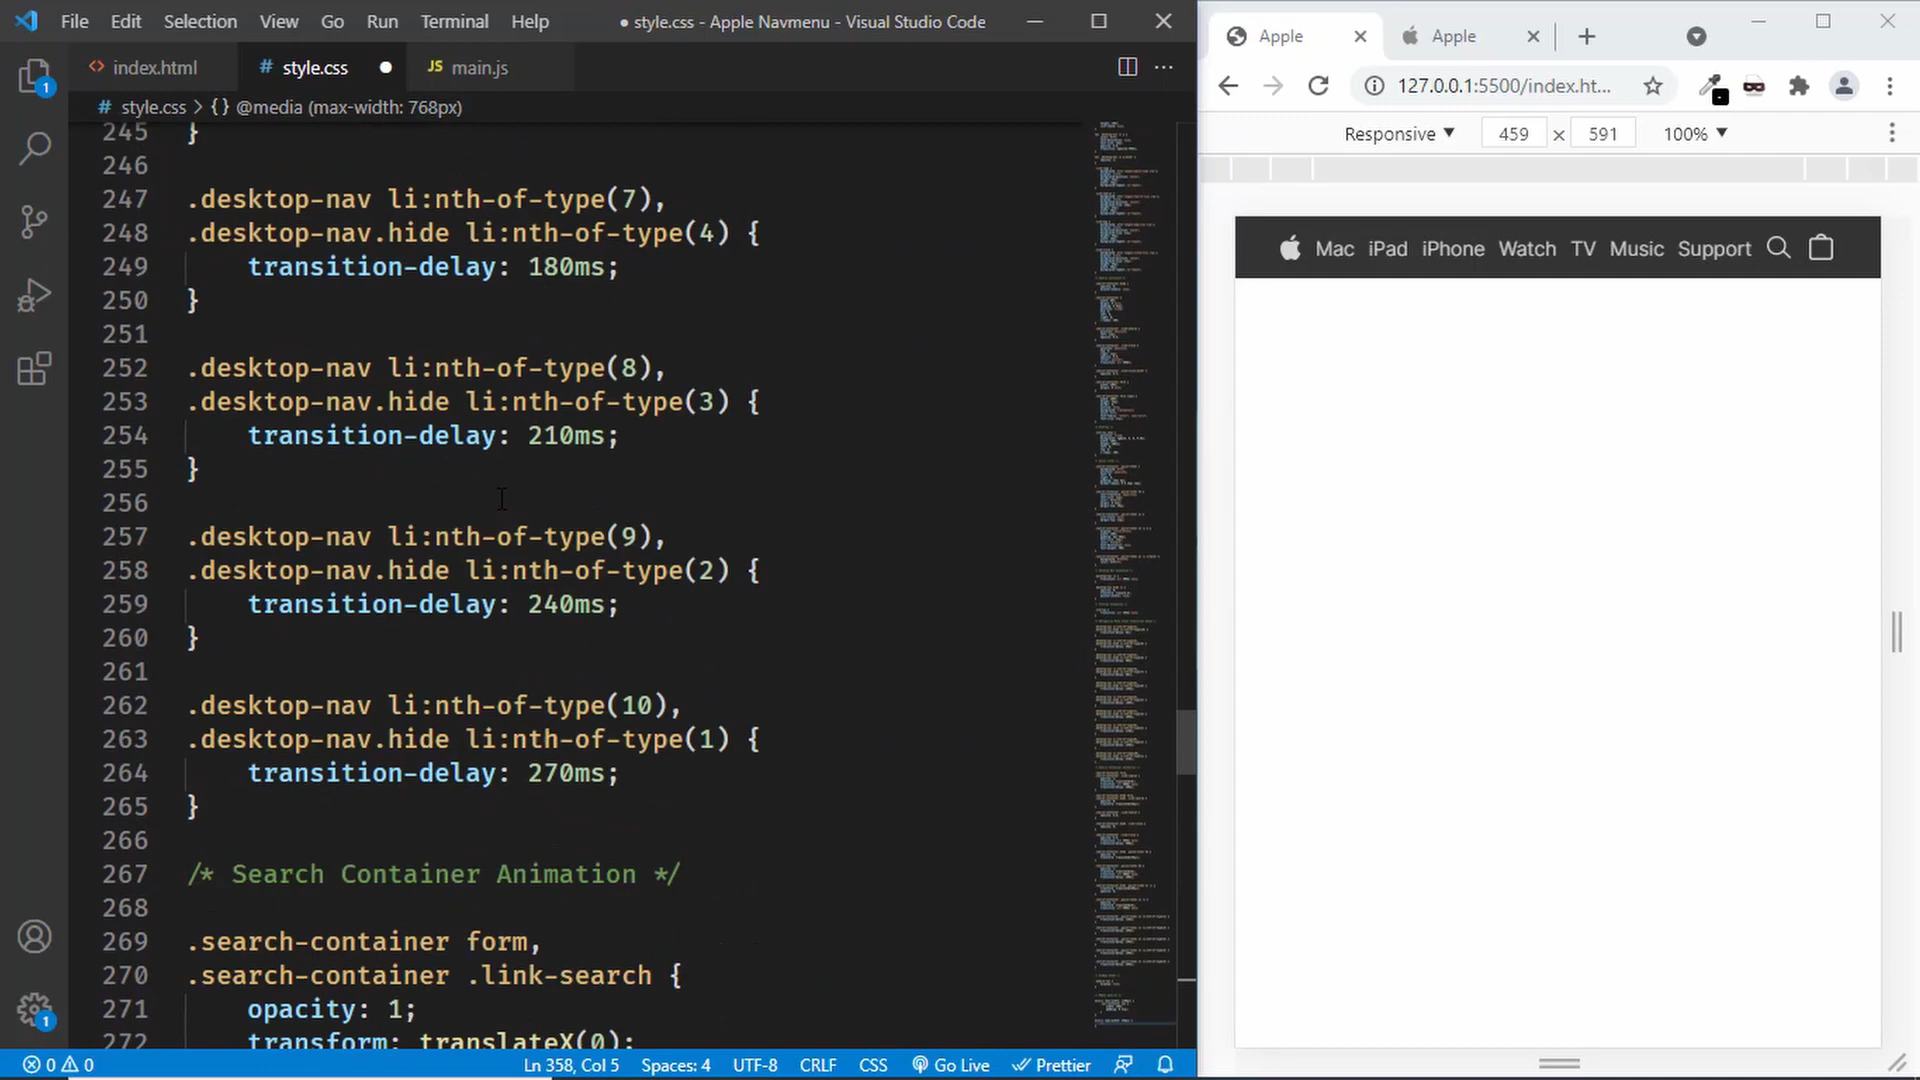 File Edit Selection View Go Run Terminal Help
● style.css - Apple Navmenu - Visual Studio Code
index.html
# style.css ●
JS main.js
# style.css > {} @media (max-width: 768px)
245 }
246
247 .desktop-nav li:nth-of-type(7),
248 .desktop-nav.hide li:nth-of-type(4) {
249 transition-delay: 180ms;
250 }
251
252 .desktop-nav li:nth-of-type(8),
253 .desktop-nav.hide li:nth-of-type(3) {
254 transition-delay: 210ms;
255 }
256
257 .desktop-nav li:nth-of-type(9),
258 .desktop-nav.hide li:nth-of-type(2) {
259 transition-delay: 240ms;
260 }
261
262 .desktop-nav li:nth-of-type(10),
263 .desktop-nav.hide li:nth-of-type(1) {
264 transition-delay: 270ms;
265 }
266
267 /* Search Container Animation */
268
269 .search-container form,
270 .search-container .link-search {
271 opacity: 1;
272 transform: translateX(0);
1
1
0 0 Ln 358, Col 5 Spaces: 4 UTF-8 CRLF CSS Go Live Prettier
Apple
Apple
127.0.0.1:5500/index.ht...
Responsive 459 × 591 100%
Mac iPad iPhone Watch TV Music Support